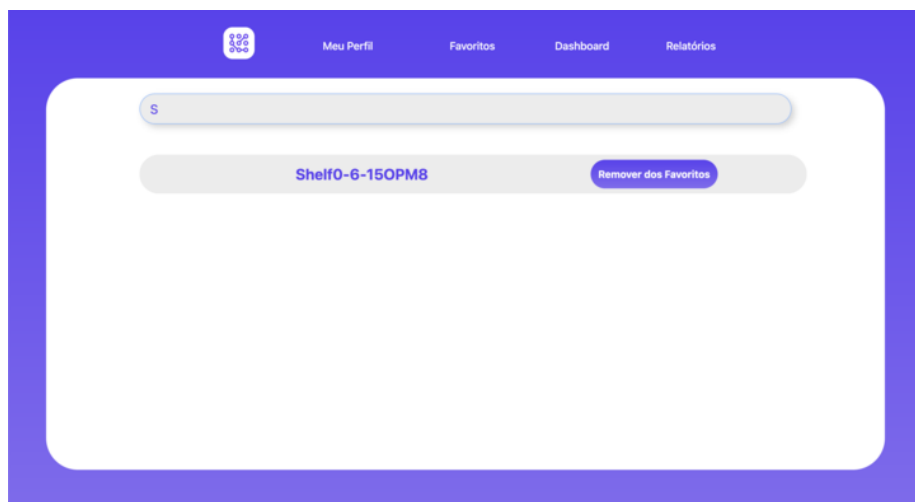 Meu Perfil Favoritos Dashboard Relatórios
S
Shelf0-6-15OPM8 Remover dos Favoritos